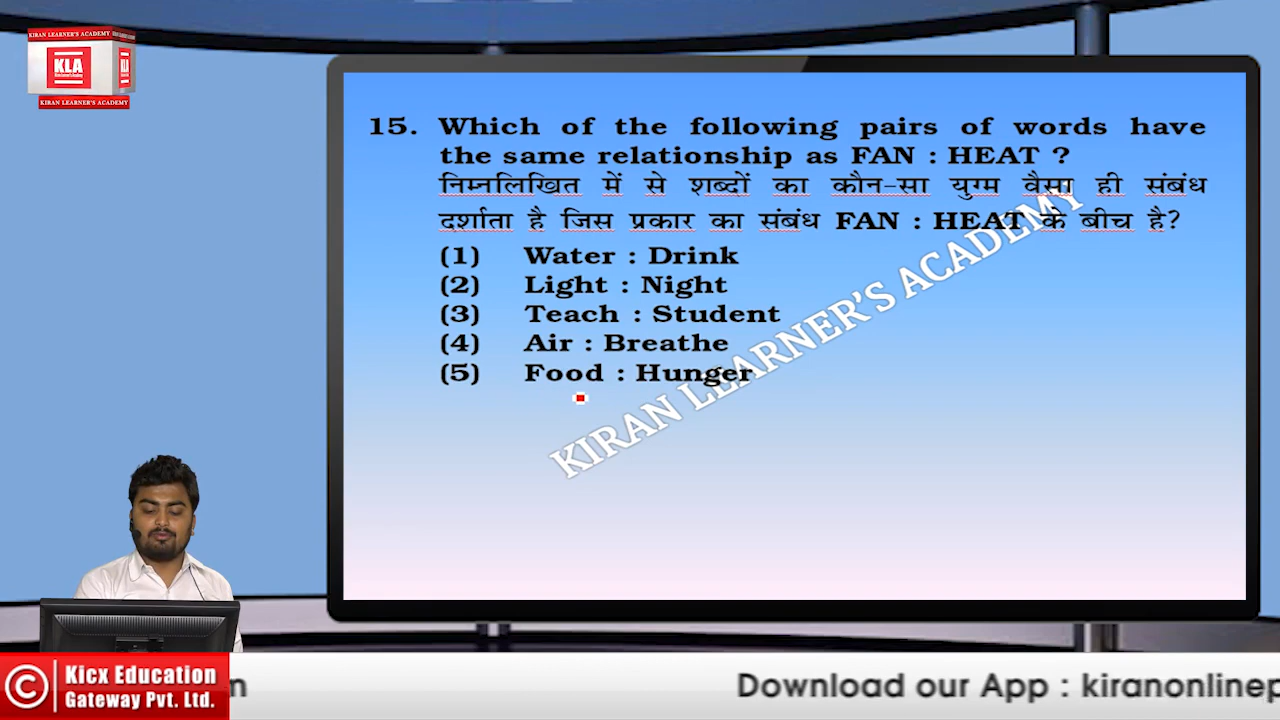 KIRAN LEARNER'S ACADEMY
KLA
KIRAN LEARNER'S ACADEMY
15. Which of the following pairs of words have
the same relationship as FAN : HEAT ?
निम्नलिखित में से शब्दों का कौन-सा युग्म वैसा ही संबंध
दर्शाता है जिस प्रकार का संबंध FAN : HEAT के बीच है?
(1) Water : Drink
(2) Light : Night
(3) Teach : Student
(4) Air : Breathe
(5) Food : Hunger
KIRAN LEARNER'S ACADEMY
© Kicx Education
Gateway Pvt. Ltd.
m
Download our App : kiranonlinep